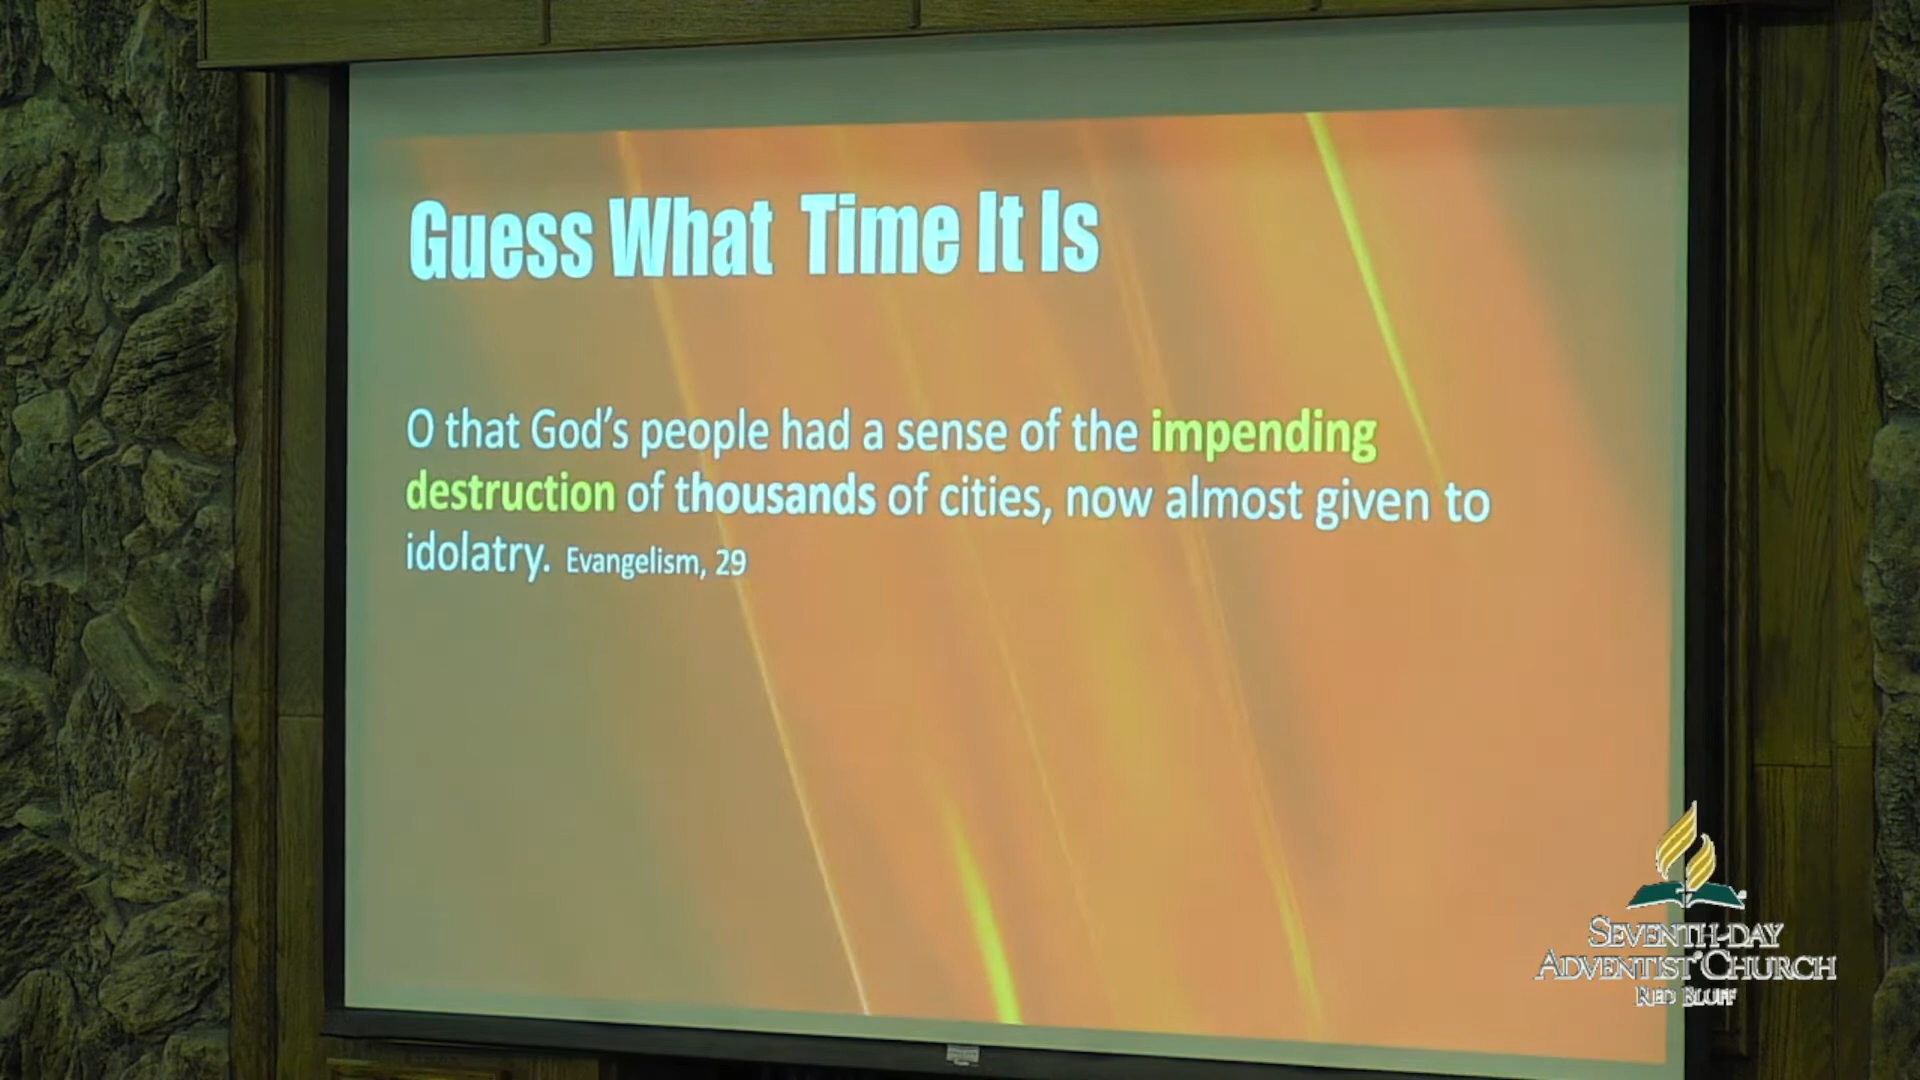 Guess What Time It Is
O that God's people had a sense of the impending
destruction of thousands of cities, now almost given to
idolatry. Evangelism, 29
SEVENTH-DAY
ADVENTIST CHURCH
RED BLUFF